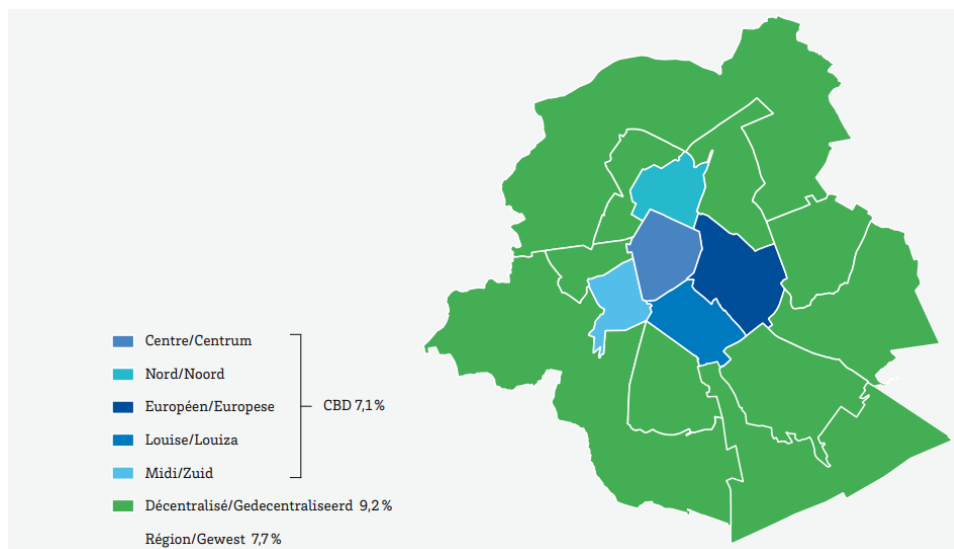 Centre/Centrum
Nord/Noord
Européen/Europese
CBD 7,1%
Louise/Louiza
Midi/Zuid
Décentralisé/Gedecentraliseerd 9,2%
Région/Gewest 7,7%